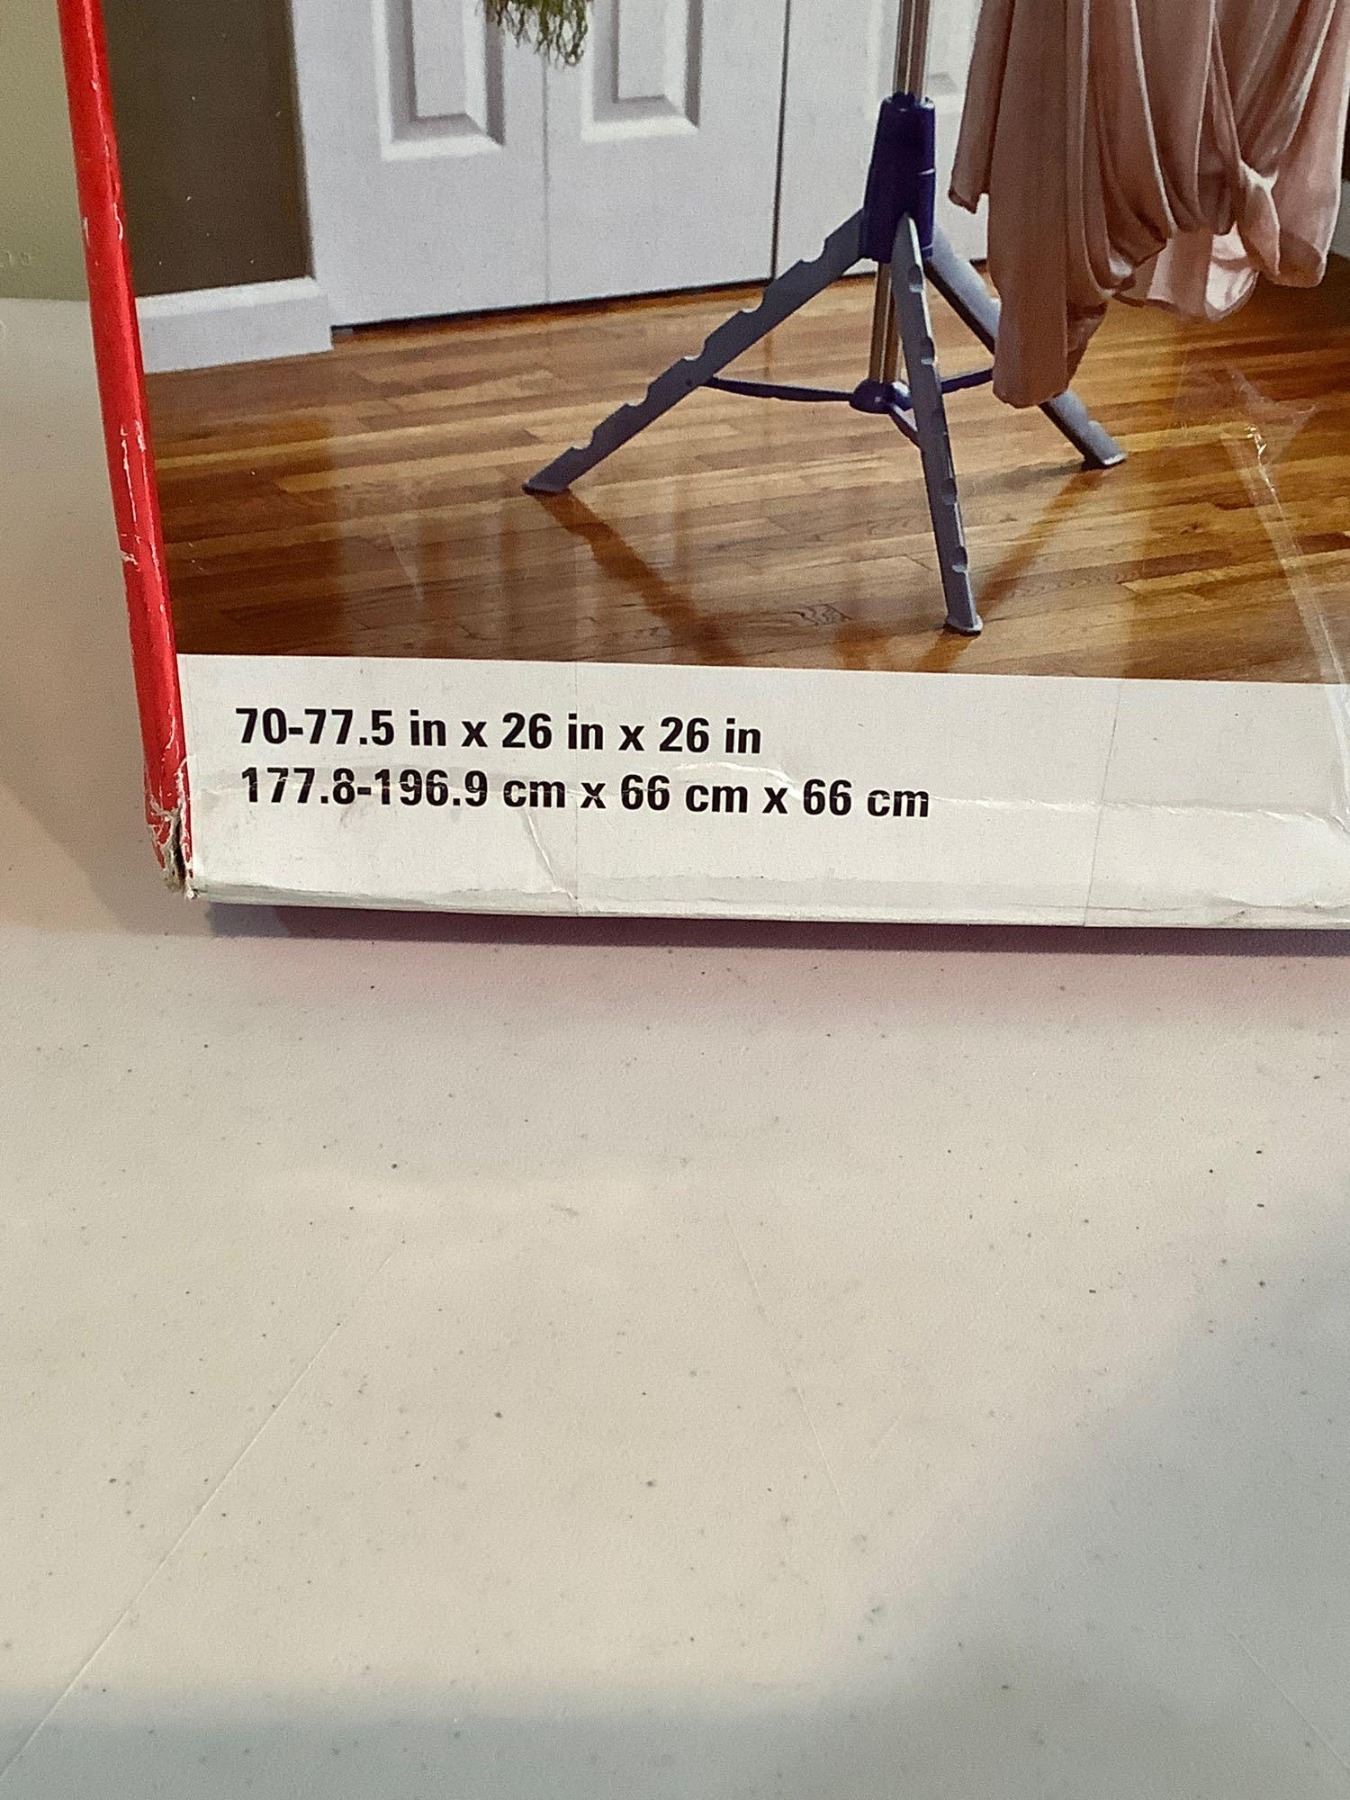 70-77.5 in x 26 in x 26 in
177.8-196.9 cm x 66 cm x 66 cm